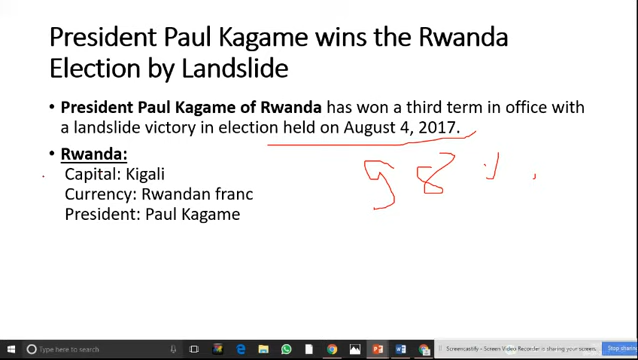 President Paul Kagame wins the Rwanda
Election by Landslide
• President Paul Kagame of Rwanda has won a third term in office with
a landslide victory in election held on August 4, 2017.
98 %
• Rwanda:
Capital: Kigali
Currency: Rwandan franc
President: Paul Kagame
Type here to search
Screencastify - Screen Video Recorder is sharing your screen.
Stop sharing